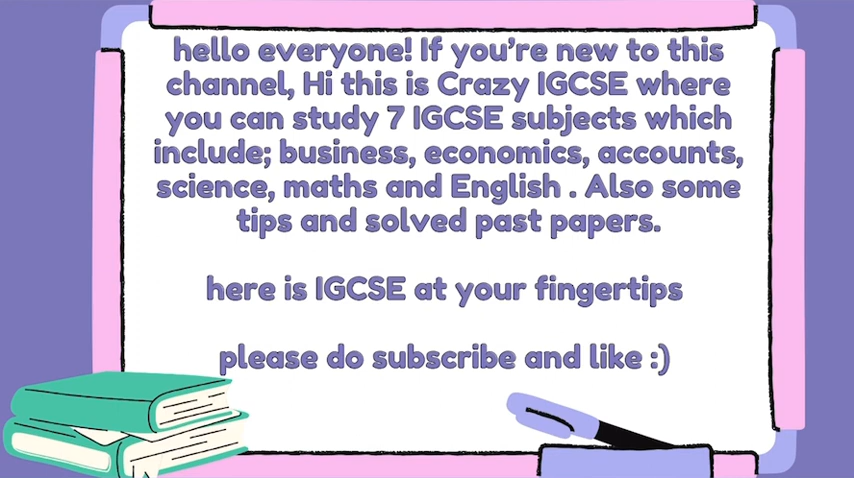 hello everyone! If you're new to this
channel, Hi this is Crazy IGCSE where
you can study 7 IGCSE subjects which
include; business, economics, accounts,
science, maths and English . Also some
tips and solved past papers.
here is IGCSE at your fingertips
please do subscribe and like :)